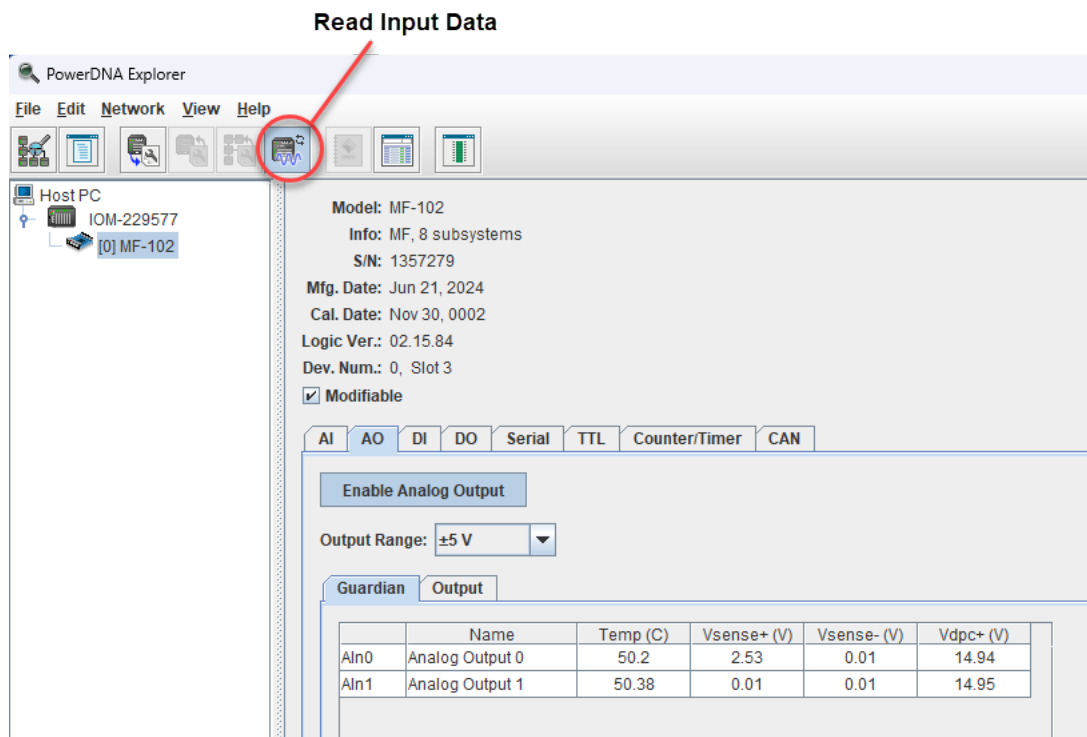 Read Input Data
PowerDNA Explorer
File Edit Network View Help
Host PC
IOM-229577
[0] MF-102
Model: MF-102
Info: MF, 8 subsystems
S/N: 1357279
Mfg. Date: Jun 21, 2024
Cal. Date: Nov 30, 0002
Logic Ver.: 02.15.84
Dev. Num.: 0, Slot 3
Modifiable
AI AO DI DO Serial TTL Counter/Timer CAN
Enable Analog Output
Output Range: ±5 V
Guardian Output
Name Temp (C) Vsense+ (V) Vsense- (V) Vdpc+ (V)
AIn0 Analog Output 0 50.2 2.53 0.01 14.94
AIn1 Analog Output 1 50.38 0.01 0.01 14.95